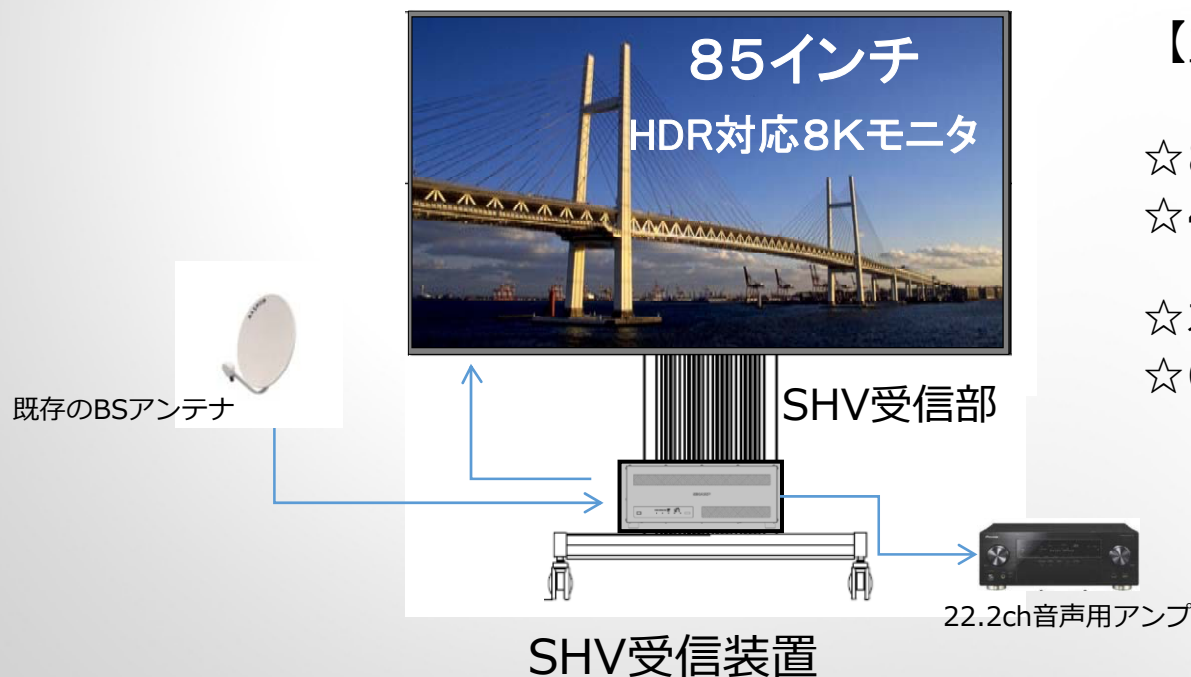 85インチ
HDR対応8Kモニタ
【
☆
☆
☆
☆
既存のBSアンテナ
SHV受信部
22.2ch音声用アンプ
SHV受信装置